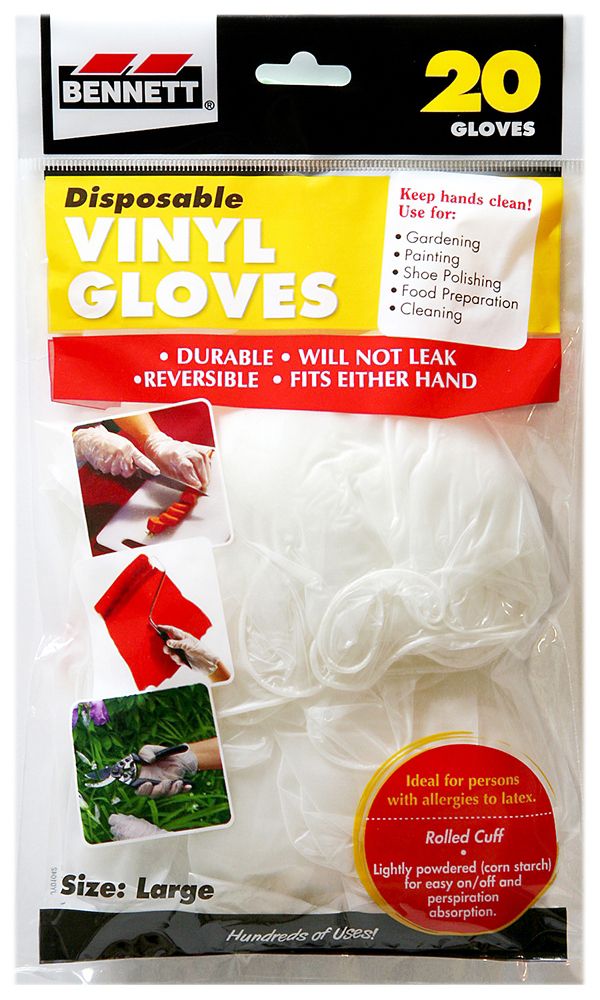 BENNETT®
20
GLOVES
Disposable
VINYL
GLOVES
Keep hands clean!
Use for:
• Gardening
• Painting
• Shoe Polishing
• Food Preparation
• Cleaning
• DURABLE • WILL NOT LEAK
•REVERSIBLE • FITS EITHER HAND
Ideal for persons
with allergies to latex.
Rolled Cuff
•
Lightly powdered (corn starch)
for easy on/off and
perspiration
absorption.
Size: Large
Hundreds of Uses!